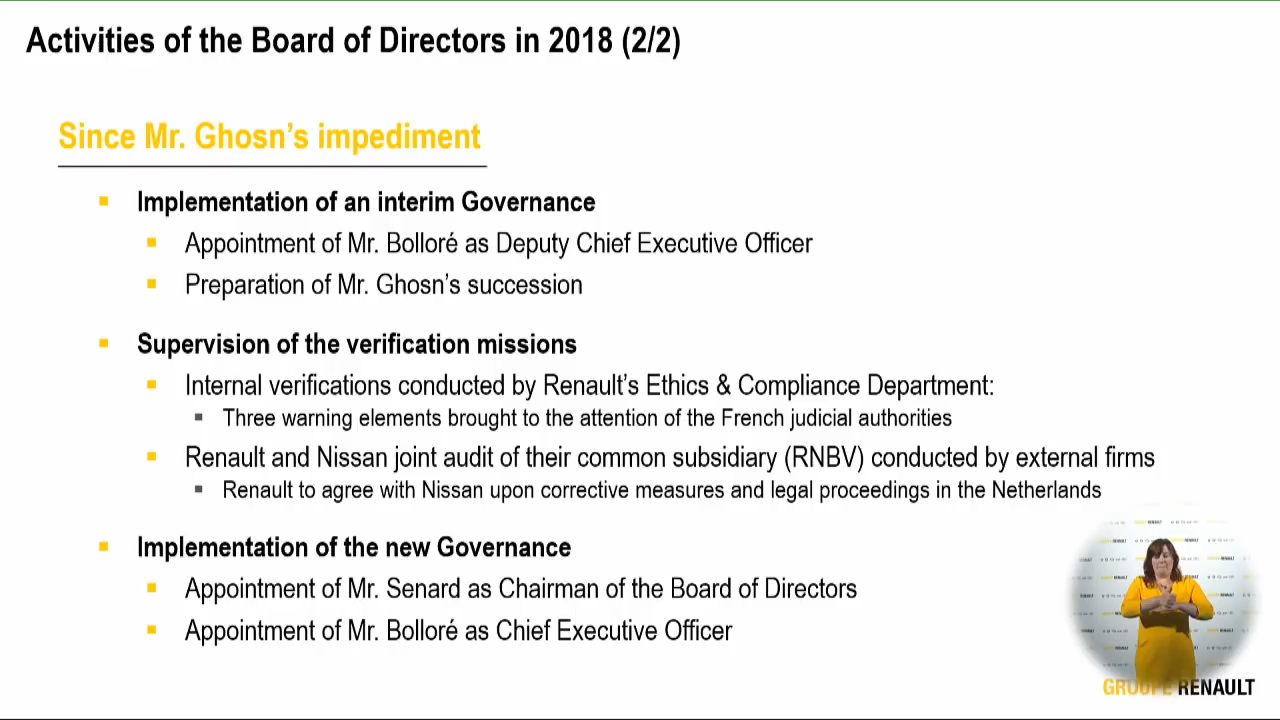 Activities of the Board of Directors in 2018 (2/2)
Since Mr. Ghosn's impediment
Implementation of an interim Governance
Appointment of Mr. Bolloré as Deputy Chief Executive Officer
Preparation of Mr. Ghosn's succession
Supervision of the verification missions
Internal verifications conducted by Renault's Ethics & Compliance Department:
Three warning elements brought to the attention of the French judicial authorities
Renault and Nissan joint audit of their common subsidiary (RNBV) conducted by external firms
Renault to agree with Nissan upon corrective measures and legal proceedings in the Netherlands
Implementation of the new Governance
Appointment of Mr. Senard as Chairman of the Board of Directors
Appointment of Mr. Bolloré as Chief Executive Officer
GROUPE RENAULT